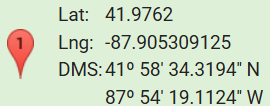 Lat: 41.9762
1 Lng: -87.905309125
DMS: 41º 58' 34.3194" N
87º 54' 19.1124" W